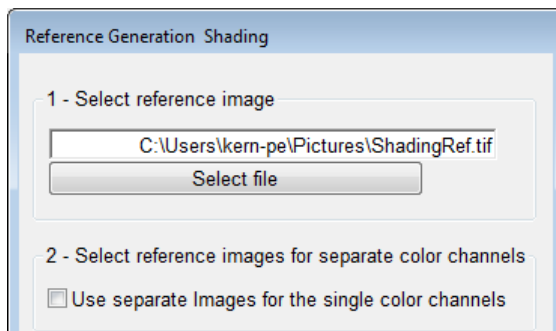 Reference Generation  Shading
1 - Select reference image
C:\Users\kern-pe\Pictures\ShadingRef.tif
Select file
2 - Select reference images for separate color channels
Use separate Images for the single color channels